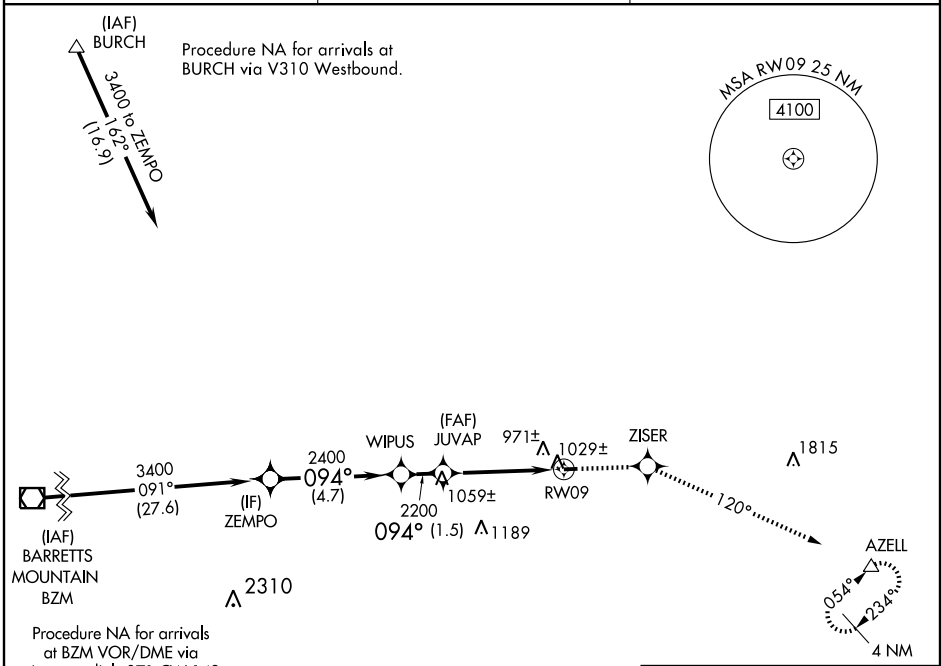 (IAF)
BURCH
Procedure NA for arrivals at
BURCH via V310 Westbound.
3400 to ZEMPO
162°
(16.9)
MSA RW09 25 NM
4100
3400
091°
(27.6)
(IAF)
BARRETTS
MOUNTAIN
BZM
(IF)
ZEMPO
2400
094°
(4.7)
WIPUS
2200
094° (1.5)
(FAF)
JUVAP
1059±
1189
971±
1029±
RW09
ZISER
1815
120°
AZELL
054°
234°
4 NM
2310
Procedure NA for arrivals
at BZM VOR/DME via